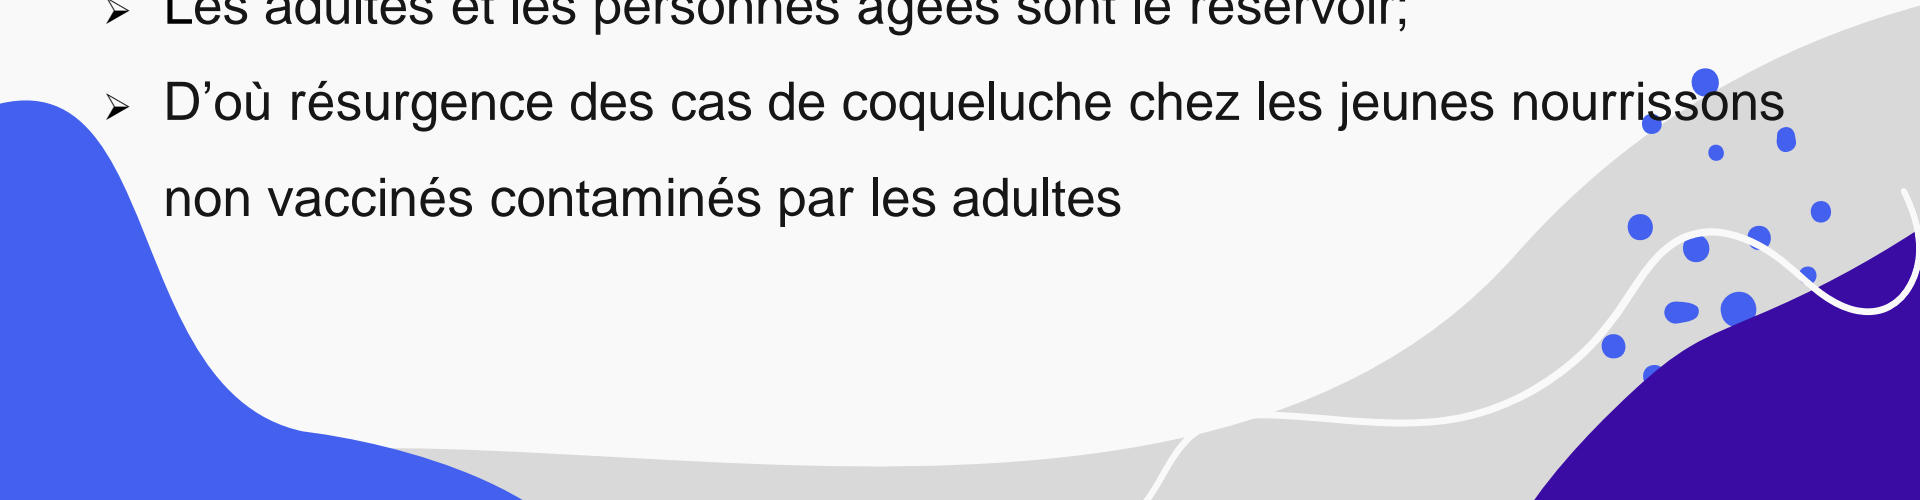 ➢ Les adultes et les personnes âgées sont le réservoir;
➢ D’où résurgence des cas de coqueluche chez les jeunes nourrissons
non vaccinés contaminés par les adultes